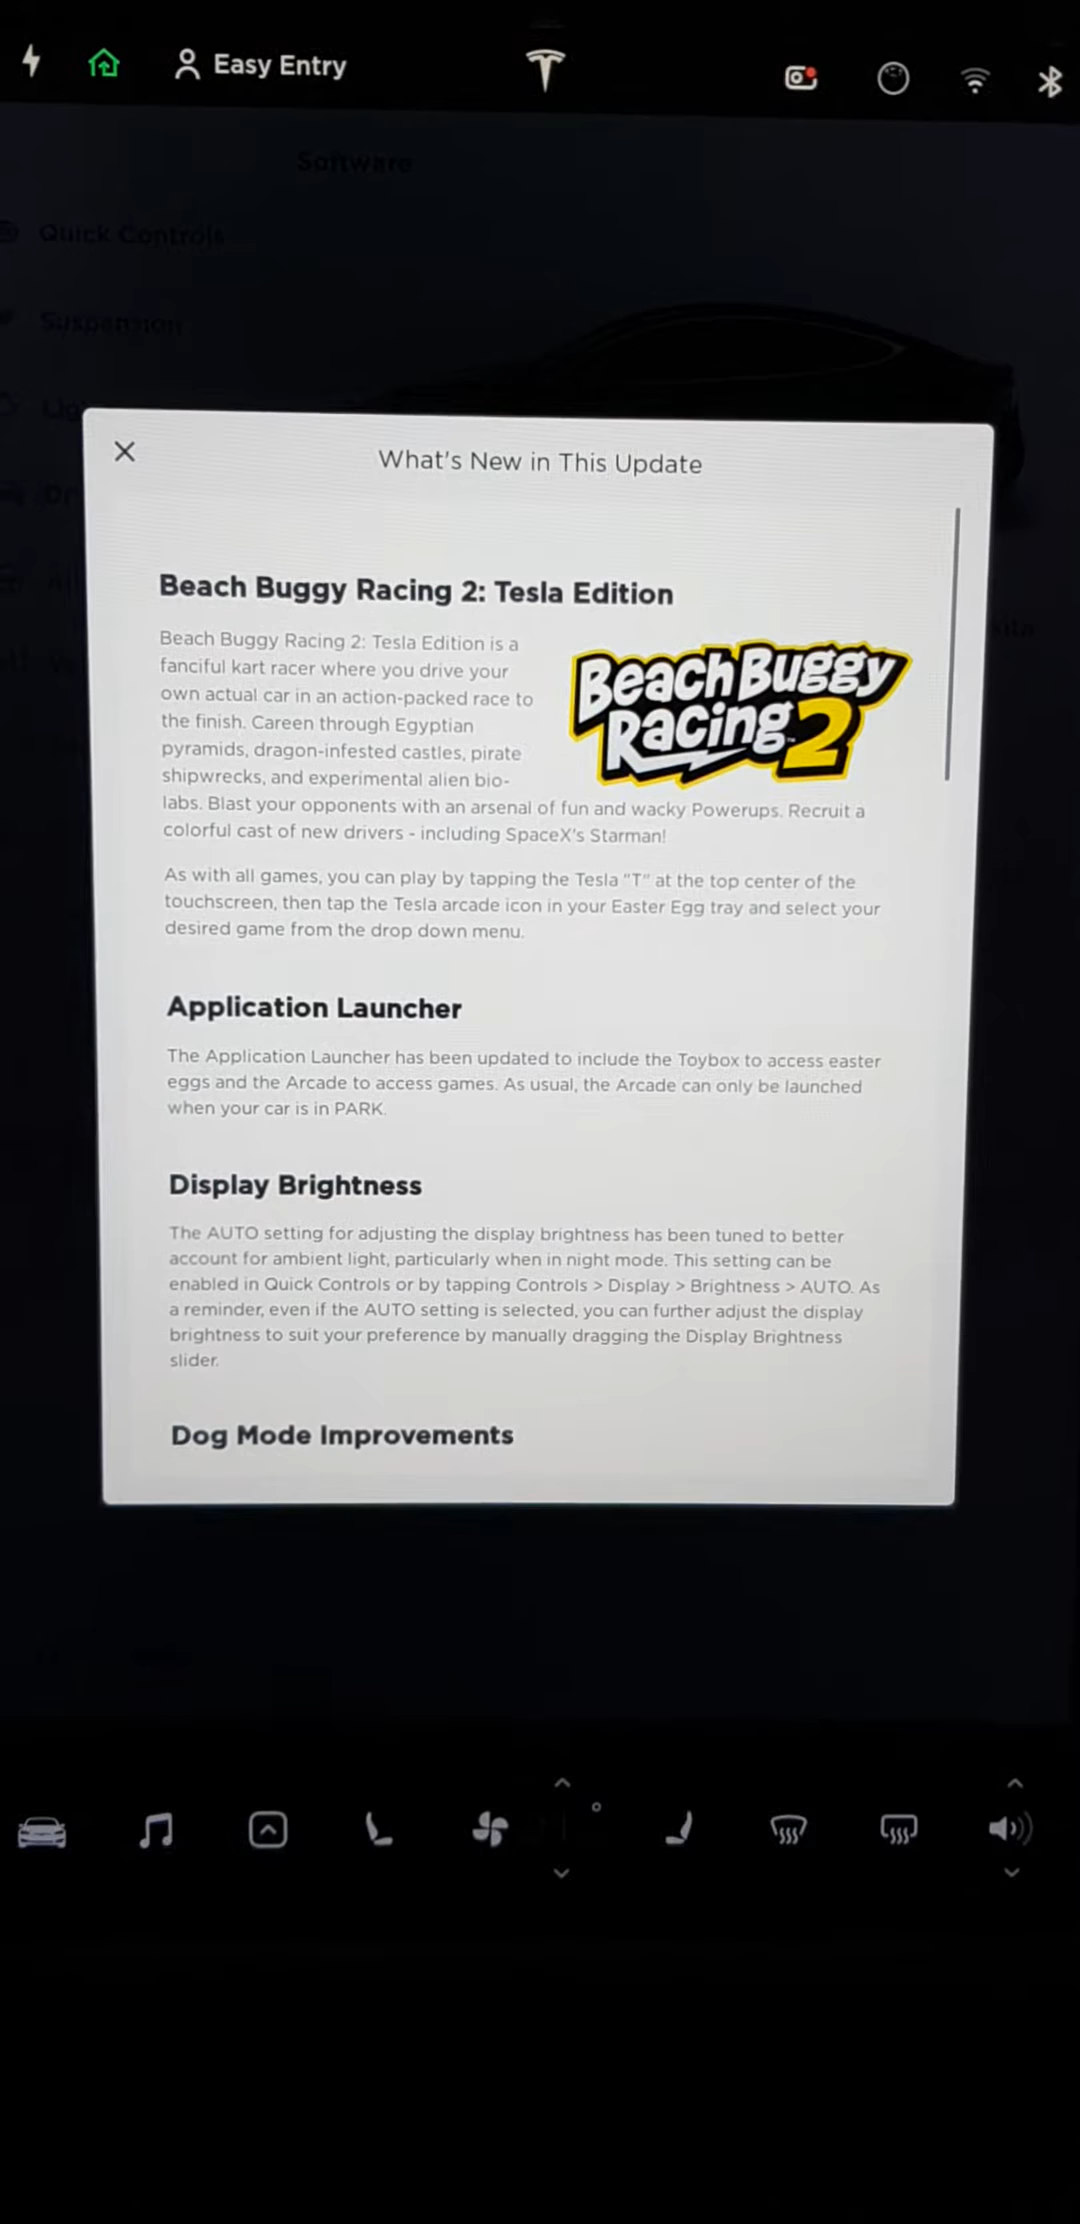 Easy Entry
Software
Quick Controls
Suspension
What's New in This Update
Beach Buggy Racing 2: Tesla Edition
Beach Buggy Racing 2: Tesla Edition is a
fanciful kart racer where you drive your
own actual car in an action-packed race to
the finish. Careen through Egyptian
pyramids, dragon-infested castles, pirate
shipwrecks, and experimental alien bio-
labs. Blast your opponents with an arsenal of fun and wacky Powerups. Recruit a
colorful cast of new drivers - including SpaceX's Starman!
Beach Buggy
Racing 2
As with all games, you can play by tapping the Tesla "T" at the top center of the
touchscreen, then tap the Tesla arcade icon in your Easter Egg tray and select your
desired game from the drop down menu.
Application Launcher
The Application Launcher has been updated to include the Toybox to access easter
eggs and the Arcade to access games. As usual, the Arcade can only be launched
when your car is in PARK.
Display Brightness
The AUTO setting for adjusting the display brightness has been tuned to better
account for ambient light, particularly when in night mode. This setting can be
enabled in Quick Controls or by tapping Controls > Display > Brightness > AUTO. As
a reminder, even if the AUTO setting is selected, you can further adjust the display
brightness to suit your preference by manually dragging the Display Brightness
slider.
Dog Mode Improvements